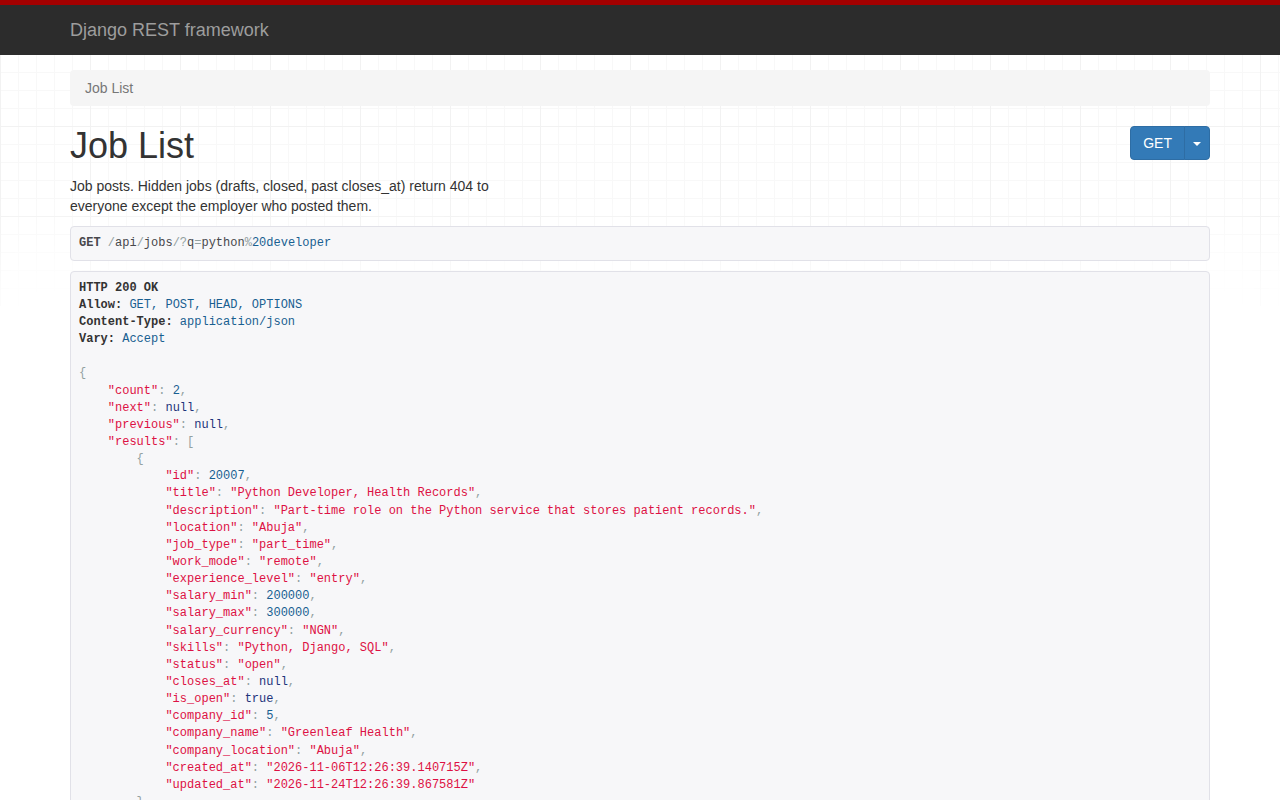 Django REST framework
Job List
Job List
GET
Job posts. Hidden jobs (drafts, closed, past closes_at) return 404 to
everyone except the employer who posted them.
GET /api/jobs/?q=python%20developer
HTTP 200 OK
Allow: GET, POST, HEAD, OPTIONS
Content-Type: application/json
Vary: Accept
{
    "count": 2,
    "next": null,
    "previous": null,
    "results": [
        {
            "id": 20007,
            "title": "Python Developer, Health Records",
            "description": "Part-time role on the Python service that stores patient records.",
            "location": "Abuja",
            "job_type": "part_time",
            "work_mode": "remote",
            "experience_level": "entry",
            "salary_min": 200000,
            "salary_max": 300000,
            "salary_currency": "NGN",
            "skills": "Python, Django, SQL",
            "status": "open",
            "closes_at": null,
            "is_open": true,
            "company_id": 5,
            "company_name": "Greenleaf Health",
            "company_location": "Abuja",
            "created_at": "2026-11-06T12:26:39.140715Z",
            "updated_at": "2026-11-24T12:26:39.867581Z"